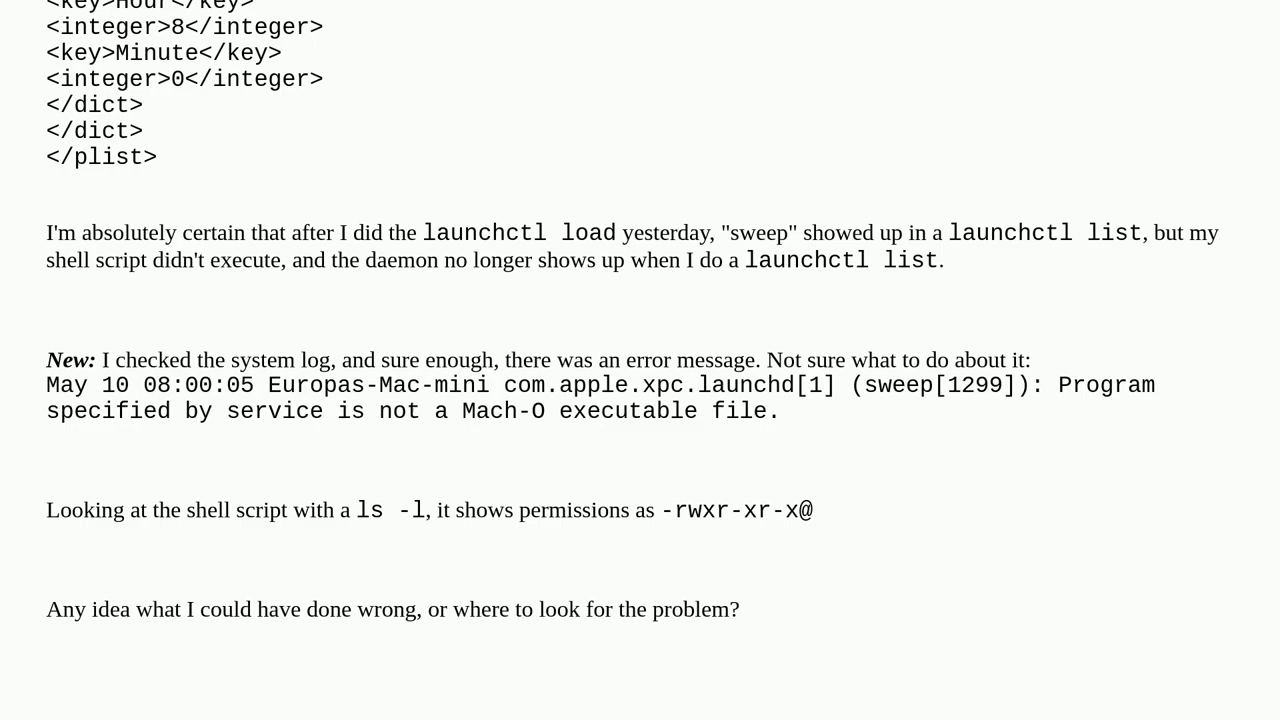 <key>Hour</key>
<integer>8</integer>
<key>Minute</key>
<integer>0</integer>
</dict>
</dict>
</plist>
I'm absolutely certain that after I did the launchctl load yesterday, "sweep" showed up in a launchctl list, but my
shell script didn't execute, and the daemon no longer shows up when I do a launchctl list.
New: I checked the system log, and sure enough, there was an error message. Not sure what to do about it:
May 10 08:00:05 Europas-Mac-mini com.apple.xpc.launchd[1] (sweep[1299]): Program
specified by service is not a Mach-O executable file.
Looking at the shell script with a ls -l, it shows permissions as -rwxr-xr-x@
Any idea what I could have done wrong, or where to look for the problem?